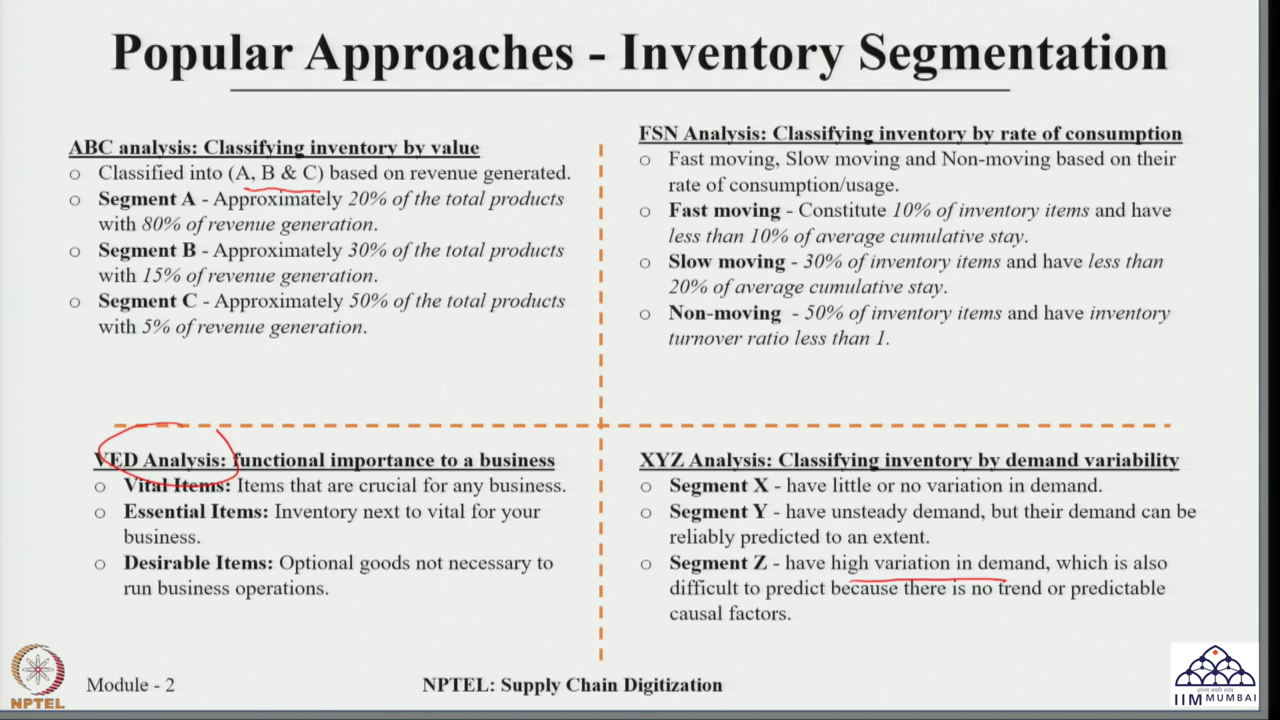 Popular Approaches - Inventory Segmentation
ABC analysis: Classifying inventory by value
o Classified into (A, B & C) based on revenue generated.
o Segment A - Approximately 20% of the total products
with 80% of revenue generation.
o Segment B - Approximately 30% of the total products
with 15% of revenue generation.
o Segment C - Approximately 50% of the total products
with 5% of revenue generation.
FSN Analysis: Classifying inventory by rate of consumption
o Fast moving, Slow moving and Non-moving based on their
rate of consumption/usage.
o Fast moving - Constitute 10% of inventory items and have
less than 10% of average cumulative stay.
o Slow moving - 30% of inventory items and have less than
20% of average cumulative stay.
o Non-moving - 50% of inventory items and have inventory
turnover ratio less than 1.
VED Analysis: functional importance to a business
o Vital Items: Items that are crucial for any business.
o Essential Items: Inventory next to vital for your
business.
o Desirable Items: Optional goods not necessary to
run business operations.
XYZ Analysis: Classifying inventory by demand variability
o Segment X - have little or no variation in demand.
o Segment Y - have unsteady demand, but their demand can be
reliably predicted to an extent.
o Segment Z - have high variation in demand, which is also
difficult to predict because there is no trend or predictable
causal factors.
NPTEL
Module - 2
NPTEL: Supply Chain Digitization
IIM MUMBAI